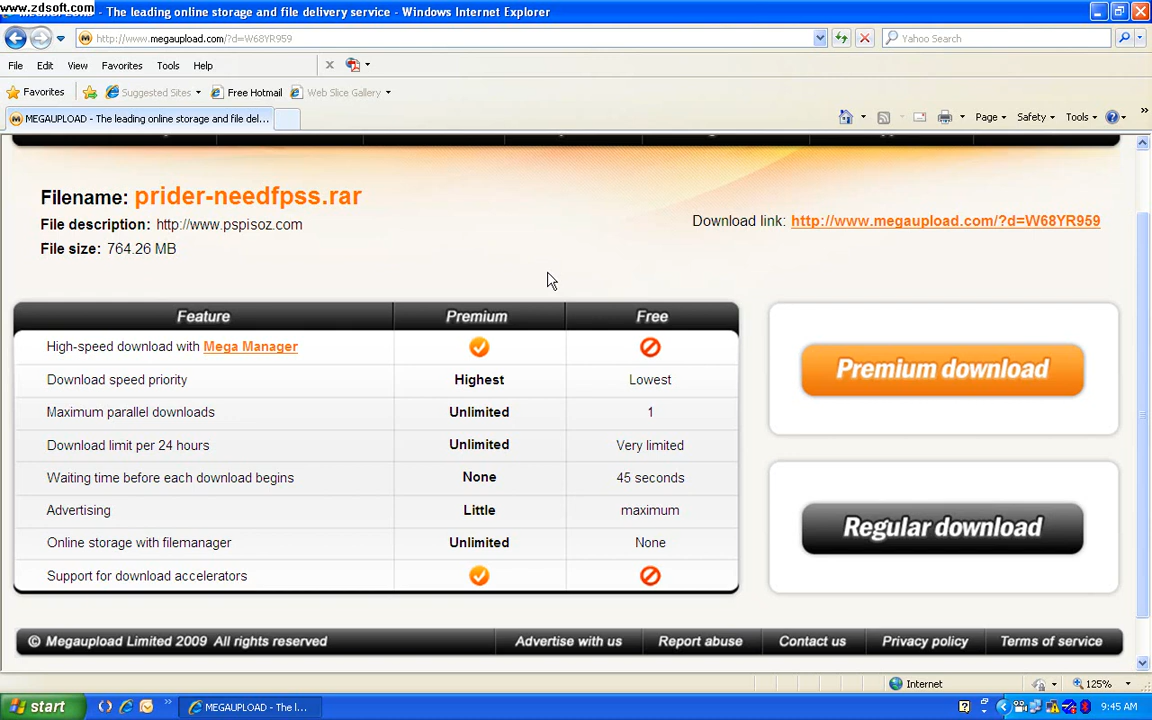 www.zdsoft.com
The leading online storage and file delivery service - Windows Internet Explorer
http://www.megaupload.com/?d=W68YR959
Yahoo Search
File Edit View Favorites Tools Help
Favorites Suggested Sites Free Hotmail Web Slice Gallery
MEGAUPLOAD - The leading online storage and file del...
Page Safety Tools »
Filename: prider-needfpss.rar
File description: http://www.pspisoz.com
Download link: http://www.megaupload.com/?d=W68YR959
File size: 764.26 MB
Feature Premium Free
High-speed download with Mega Manager
Download speed priority Highest Lowest
Maximum parallel downloads Unlimited 1
Download limit per 24 hours Unlimited Very limited
Waiting time before each download begins None 45 seconds
Advertising Little maximum
Online storage with filemanager Unlimited None
Support for download accelerators
Premium download
Regular download
© Megaupload Limited 2009 All rights reserved Advertise with us Report abuse Contact us Privacy policy Terms of service
Internet 125%
start » MEGAUPLOAD - The l... 9:45 AM